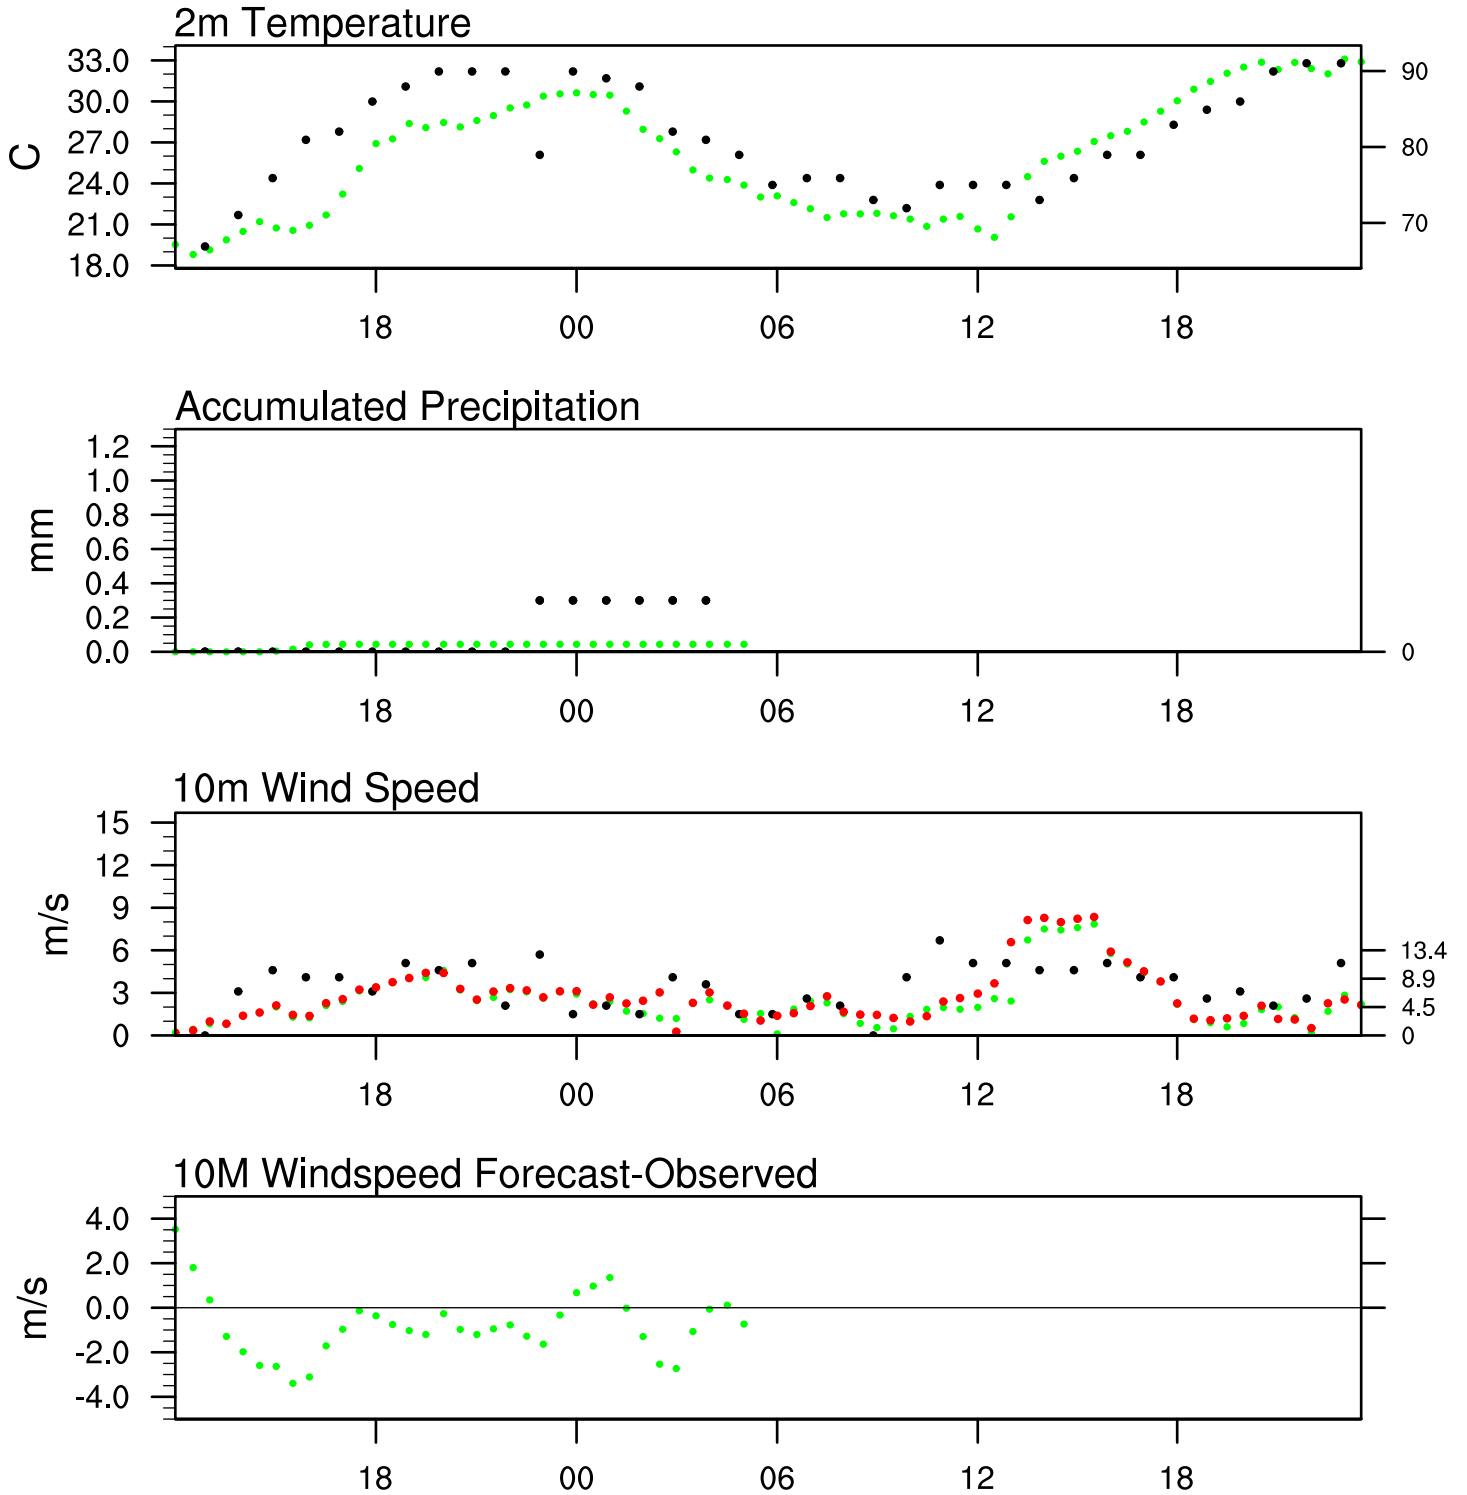 2m Temperature
33.0
30.0
27.0
24.0
21.0
18.0
C
90
80
70
18 00 06 12 18
Accumulated Precipitation
1.2
1.0
0.8
0.6
0.4
0.2
0.0
mm
0
18 00 06 12 18
10m Wind Speed
15
12
9
6
3
0
m/s
13.4
8.9
4.5
0
18 00 06 12 18
10M Windspeed Forecast-Observed
4.0
2.0
0.0
-2.0
-4.0
m/s
18 00 06 12 18